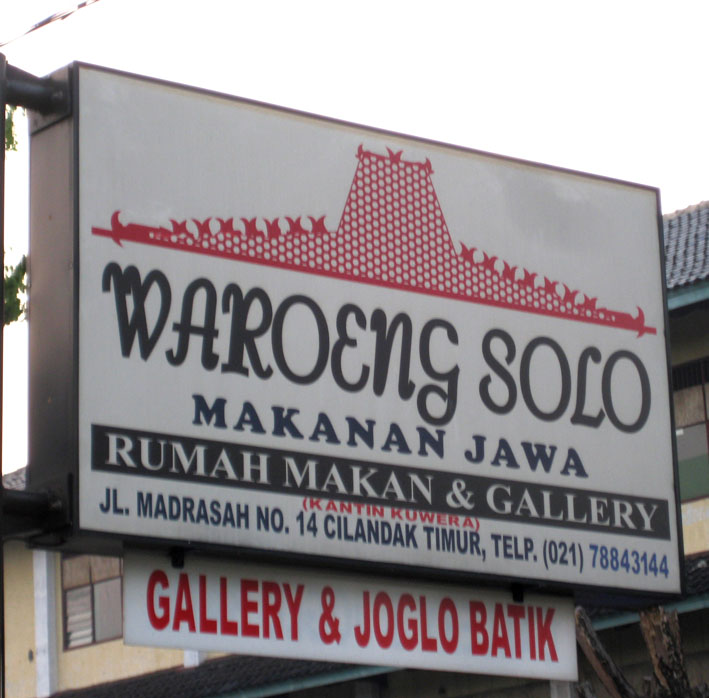 WAROENG SOLO
MAKANAN JAWA
RUMAH MAKAN & GALLERY
(KANTIN KUWERA)
JL. MADRASAH NO. 14 CILANDAK TIMUR, TELP. (021) 78843144
GALLERY & JOGLO BATIK